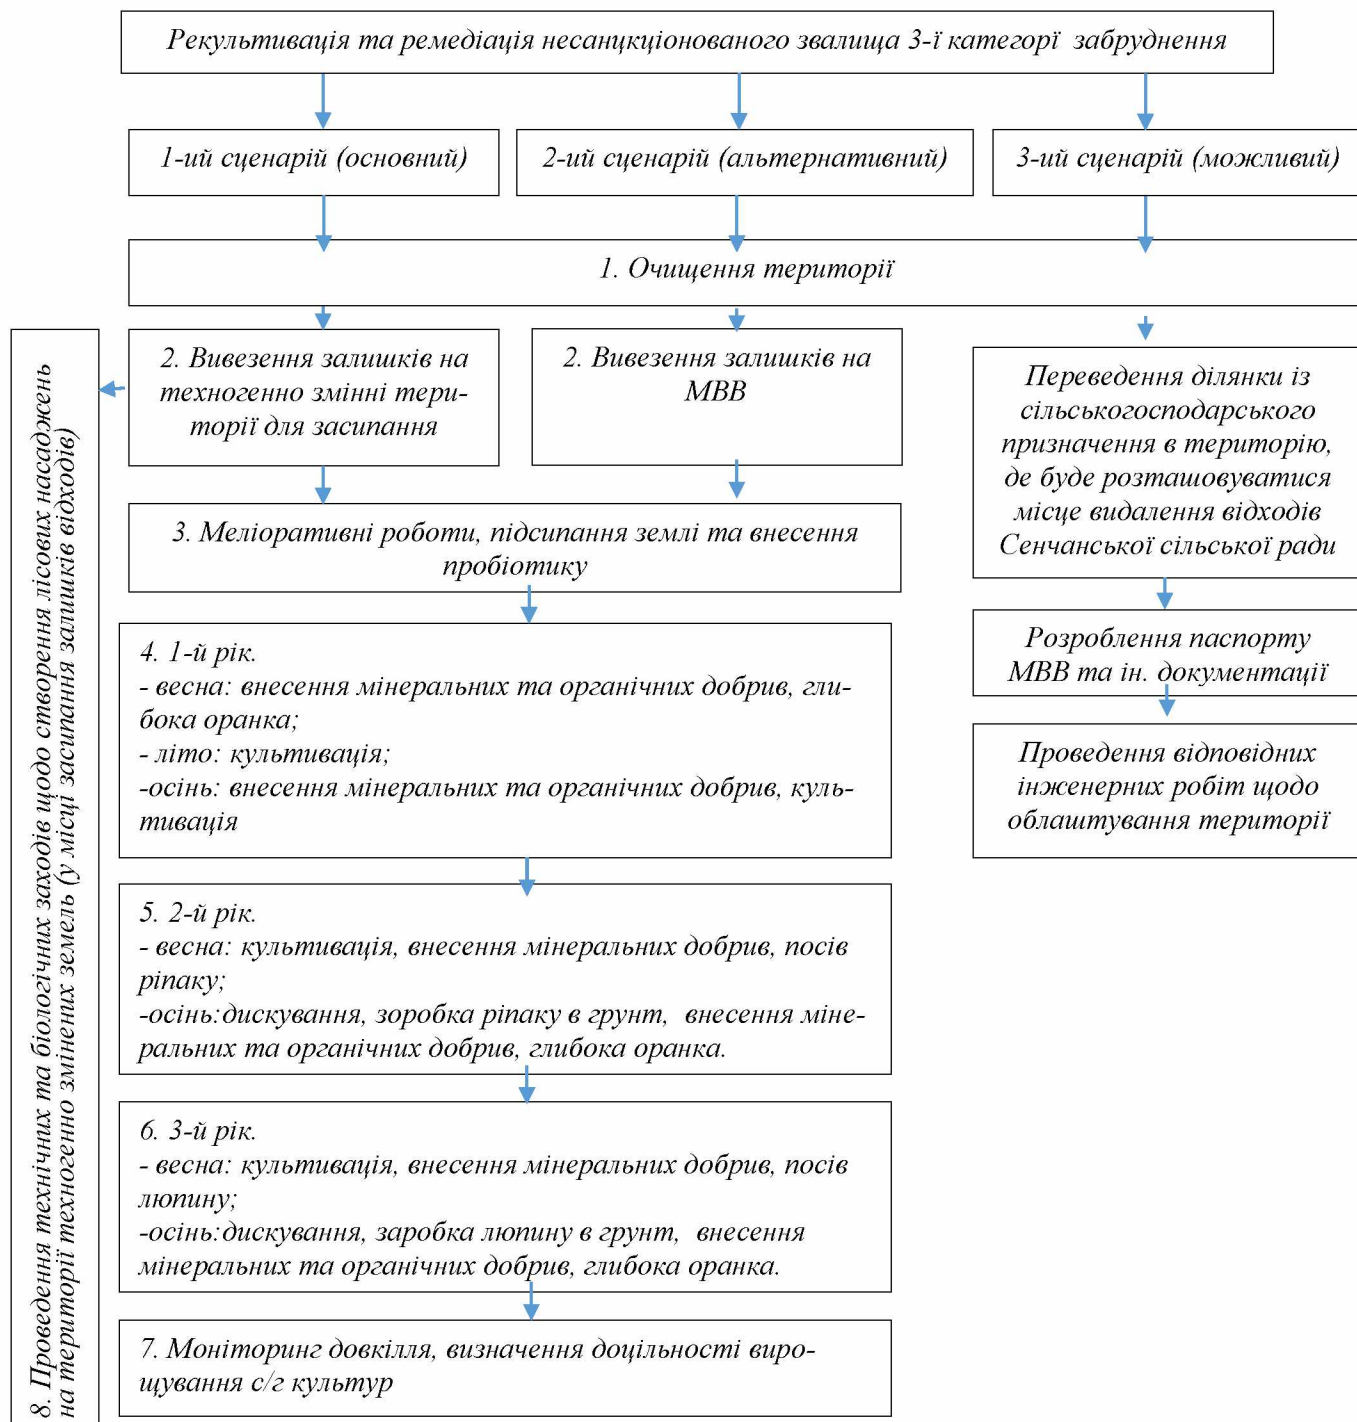 Рекультивація та ремедіація несанцкціонованого звалища 3-ї категорї забруднення
1-ий сценарій (основний)
2-ий сценарій (альтернативний)
3-ий сценарій (можливий)
1. Очищення території
2. Вивезення залишків на
техногенно змінні тери-
торії для засипання
2. Вивезення залишків на
МВВ
Переведення ділянки із
сільськогосподарського
призначення в територію,
де буде розташовуватися
місце видалення відходів
Сенчанської сільської ради
3. Меліоративні роботи, підсипання землі та внесення
пробіотику
Розроблення паспорту
МВВ та ін. документації
Проведення відповідних
інженерних робіт щодо
облаштування території
4. 1-й рік.
- весна: внесення мінеральних та органічних добрив, гли-
бока оранка;
- літо: культивація;
-осінь: внесення мінеральних та органічних добрив, куль-
тивація
5. 2-й рік.
- весна: культивація, внесення мінеральних добрив, посів
ріпаку;
-осінь:дискування, зоробка ріпаку в грунт, внесення міне-
ральних та органічних добрив, глибока оранка.
6. 3-й рік.
- весна: культивація, внесення мінеральних добрив, посів
люпину;
-осінь:дискування, заробка люпину в грунт, внесення
мінеральних та органічних добрив, глибока оранка.
7. Моніторинг довкілля, визначення доцільності виро-
щування с/г культур
8. Проведення технічних та біологічних заходів щодо створення лісових насаджень
на території техногенно змінених земель (у місці засипання залишків відходів)